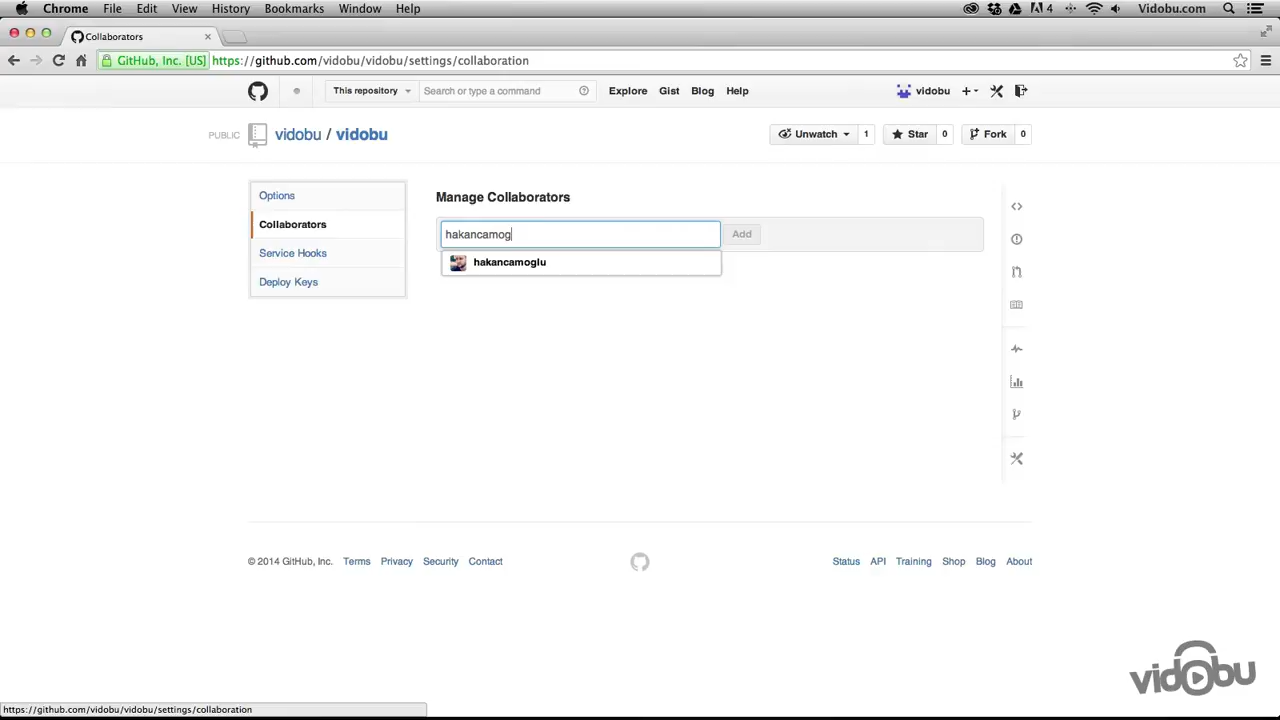 Chrome File Edit View History Bookmarks Window Help 4 Vidobu.com
Collaborators
GitHub, Inc. [US] https://github.com/vidobu/vidobu/settings/collaboration
This repository Search or type a command Explore Gist Blog Help vidobu
PUBLIC vidobu / vidobu Unwatch 1 Star 0 Fork 0
Options
Collaborators
Service Hooks
Deploy Keys
Manage Collaborators
hakancamog Add
hakancamoglu
© 2014 GitHub, Inc. Terms Privacy Security Contact Status API Training Shop Blog About
vidobu
https://github.com/vidobu/vidobu/settings/collaboration